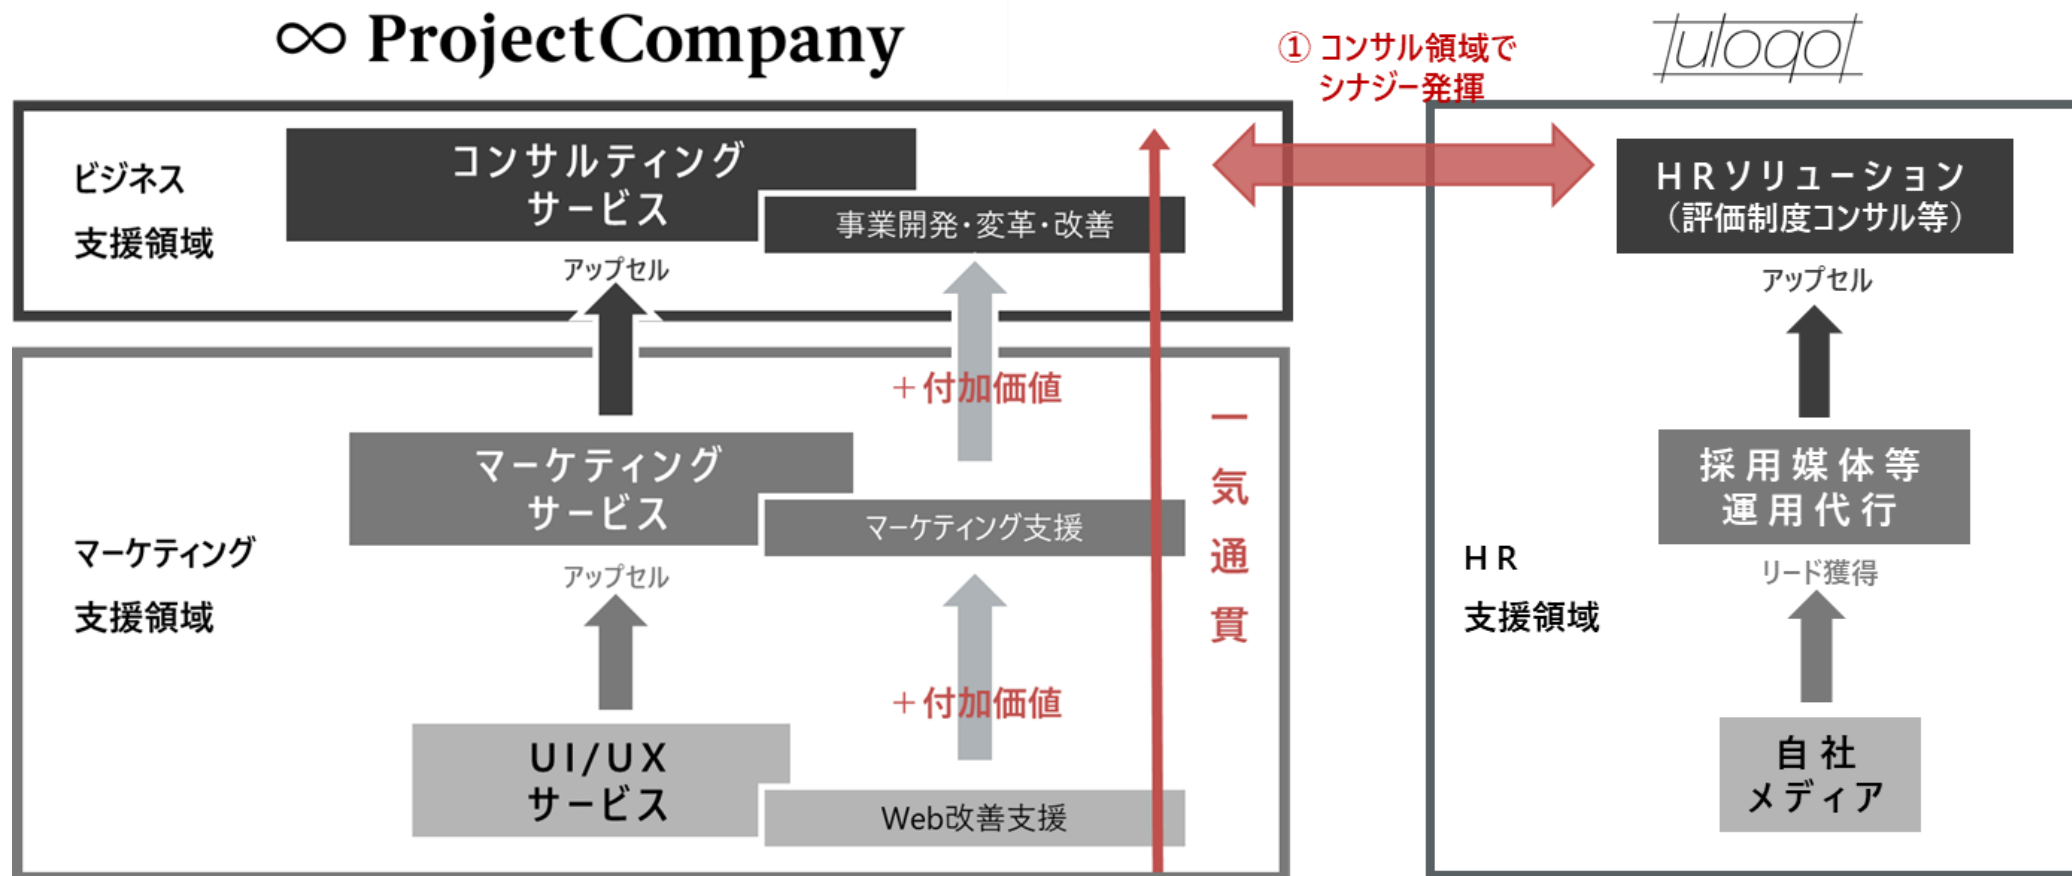 ∞ ProjectCompany
① コンサル領域で
シナジー発揮
uloqo
ビジネス
支援領域
コンサルティング
サービス
事業開発・変革・改善
アップセル
＋付加価値
マーケティング
支援領域
マーケティング
サービス
マーケティング支援
アップセル
＋付加価値
UI/UX
サービス
Web改善支援
一気通貫
HR
支援領域
HRソリューション
（評価制度コンサル等）
アップセル
採用媒体等
運用代行
リード獲得
自社
メディア